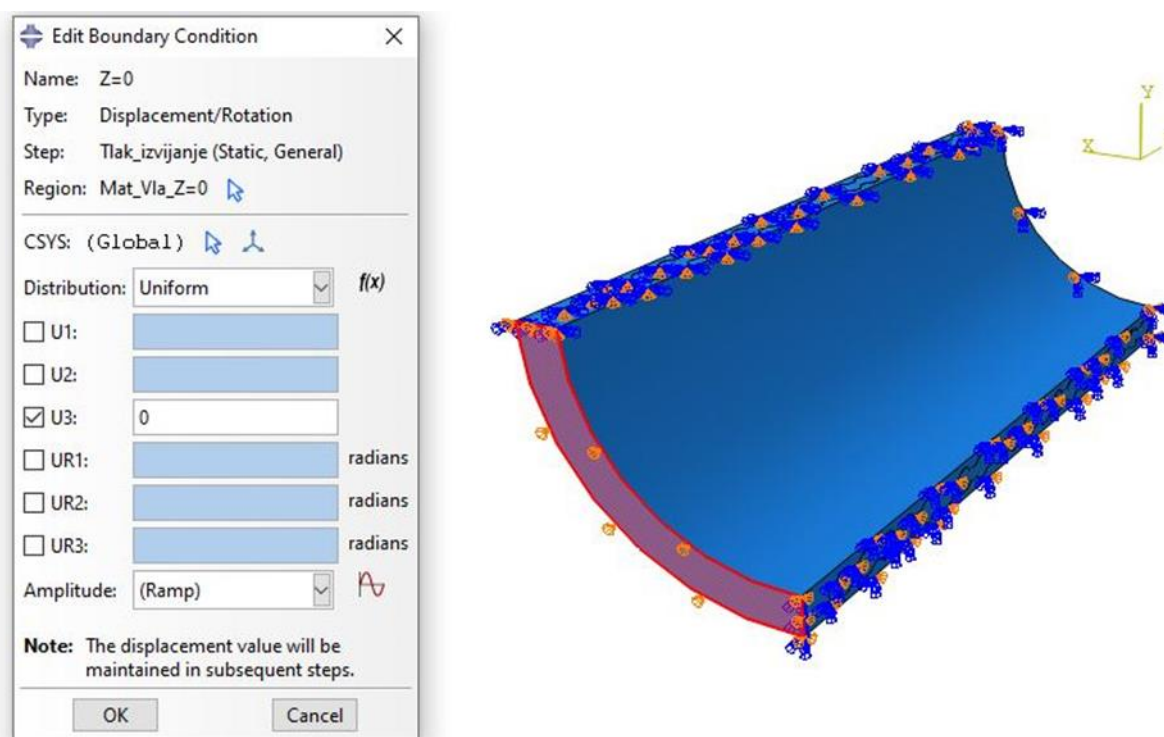 Edit Boundary Condition
Name: Z=0
Type: Displacement/Rotation
Step: Tlak_izvijanje (Static, General)
Region: Mat_Vla_Z=0
CSYS: (Global)
Distribution: Uniform f(x)
U1:
U2:
U3: 0
UR1: radians
UR2: radians
UR3: radians
Amplitude: (Ramp)
Note: The displacement value will be
maintained in subsequent steps.
OK Cancel
Y
X